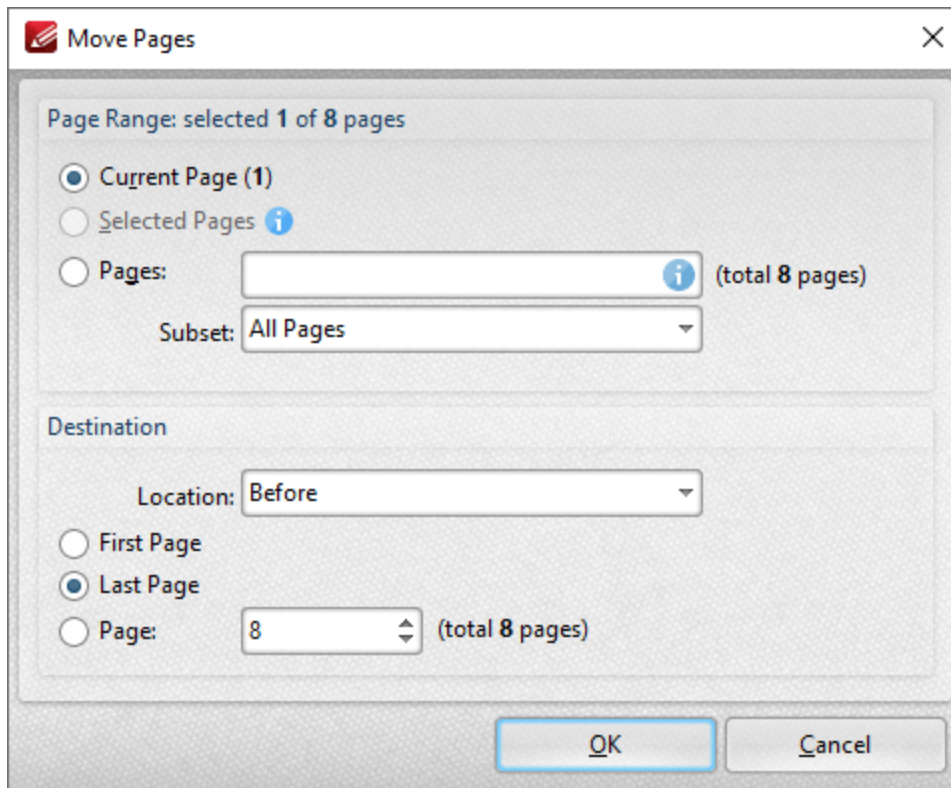 Move Pages
Page Range: selected 1 of 8 pages
Current Page (1)
Selected Pages
Pages: (total 8 pages)
Subset: All Pages
Destination
Location: Before
First Page
Last Page
Page: 8 (total 8 pages)
OK Cancel